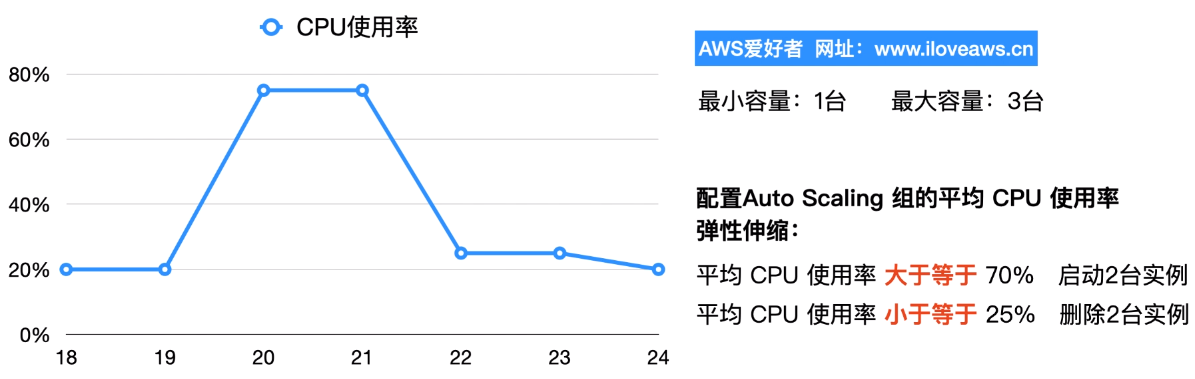 CPU使用率
80%
60%
40%
20%
0%
18 19 20 21 22 23 24
AWS爱好者 网址：www.iloveaws.cn
最小容量：1台 最大容量：3台
配置Auto Scaling 组的平均 CPU 使用率
弹性伸缩：
平均 CPU 使用率 大于等于 70% 启动2台实例
平均 CPU 使用率 小于等于 25% 删除2台实例